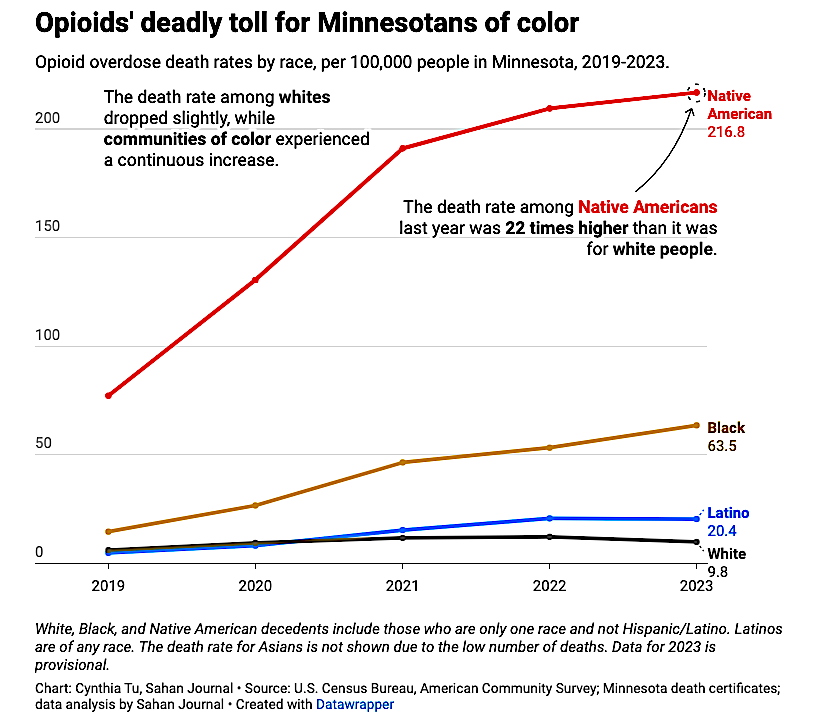 Opioids' deadly toll for Minnesotans of color
Opioid overdose death rates by race, per 100,000 people in Minnesota, 2019-2023.
The death rate among whites
dropped slightly, while
communities of color experienced
a continuous increase.
200
Native
American
216.8
The death rate among Native Americans
last year was 22 times higher than it was
for white people.
150
100
50
Black
63.5
Latino
20.4
0
White
9.8
2019
2020
2021
2022
2023
White, Black, and Native American decedents include those who are only one race and not Hispanic/Latino. Latinos
are of any race. The death rate for Asians is not shown due to the low number of deaths. Data for 2023 is
provisional.
Chart: Cynthia Tu, Sahan Journal • Source: U.S. Census Bureau, American Community Survey; Minnesota death certificates;
data analysis by Sahan Journal • Created with Datawrapper